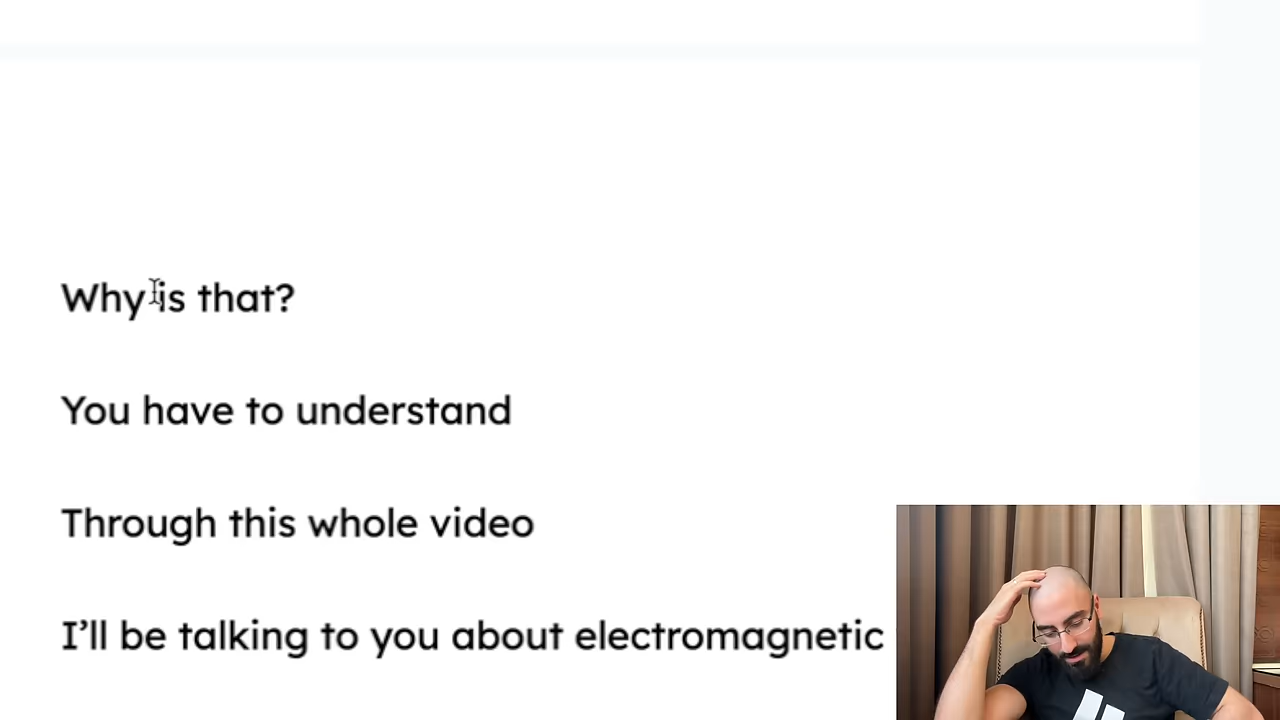 Why is that?
You have to understand
Through this whole video
I’ll be talking to you about electromagnetic